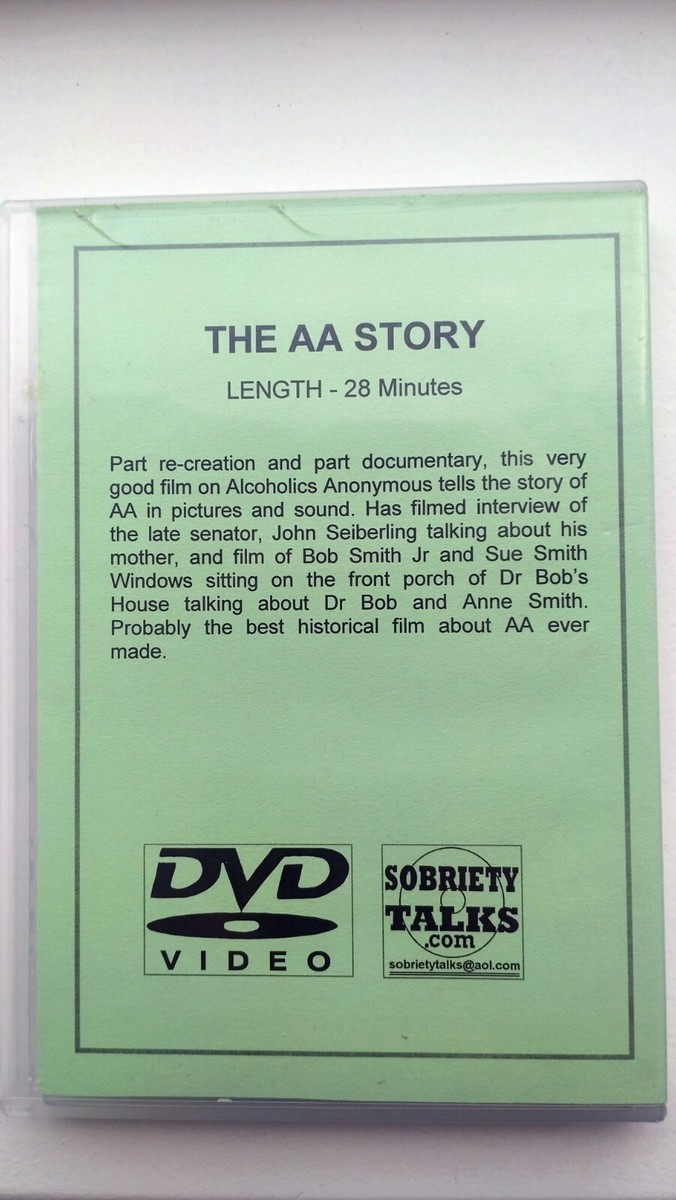 THE AA STORY
LENGTH - 28 Minutes
Part re-creation and part documentary, this very
good film on Alcoholics Anonymous tells the story of
AA in pictures and sound. Has filmed interview of
the late senator, John Seiberling talking about his
mother, and film of Bob Smith Jr and Sue Smith
Windows sitting on the front porch of Dr Bob’s
House talking about Dr Bob and Anne Smith.
Probably the best historical film about AA ever
made.
DVD
VIDEO
SOBRIETY
TALKS
.com
sobrietytalks@aol.com